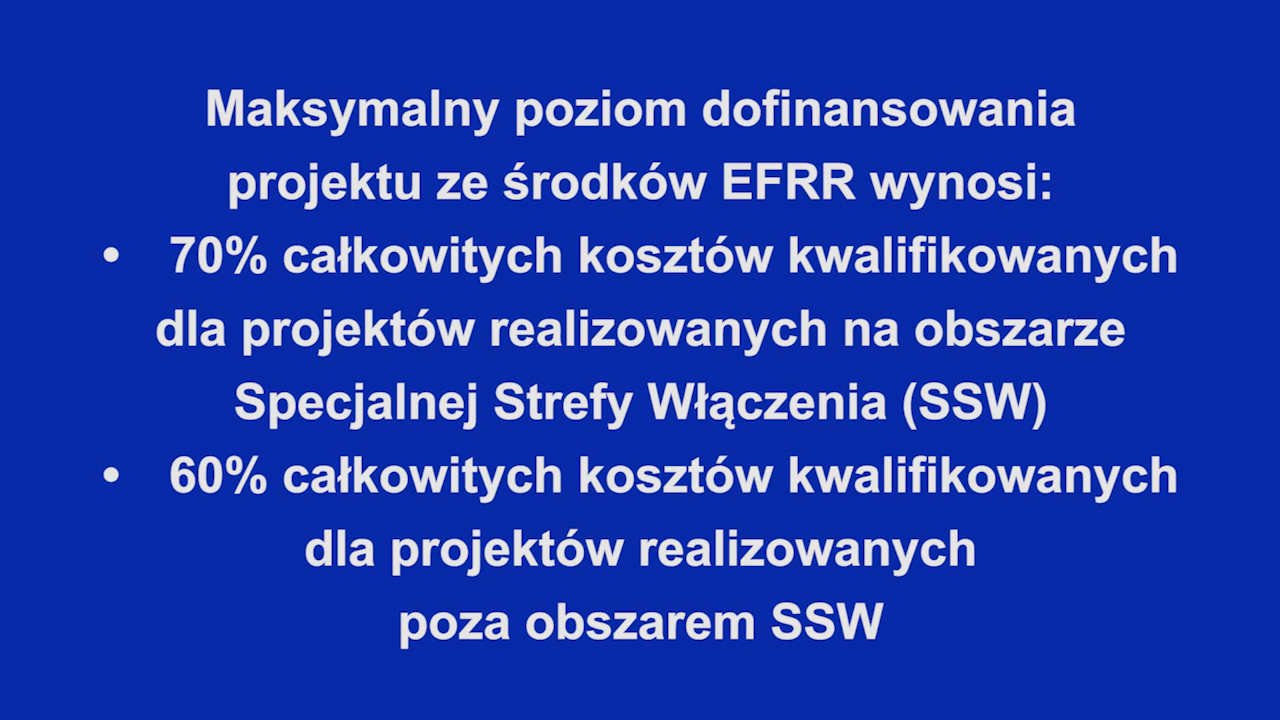 Maksymalny poziom dofinansowania
projektu ze środków EFRR wynosi:
• 70% całkowitych kosztów kwalifikowanych
dla projektów realizowanych na obszarze
Specjalnej Strefy Włączenia (SSW)
• 60% całkowitych kosztów kwalifikowanych
dla projektów realizowanych
poza obszarem SSW